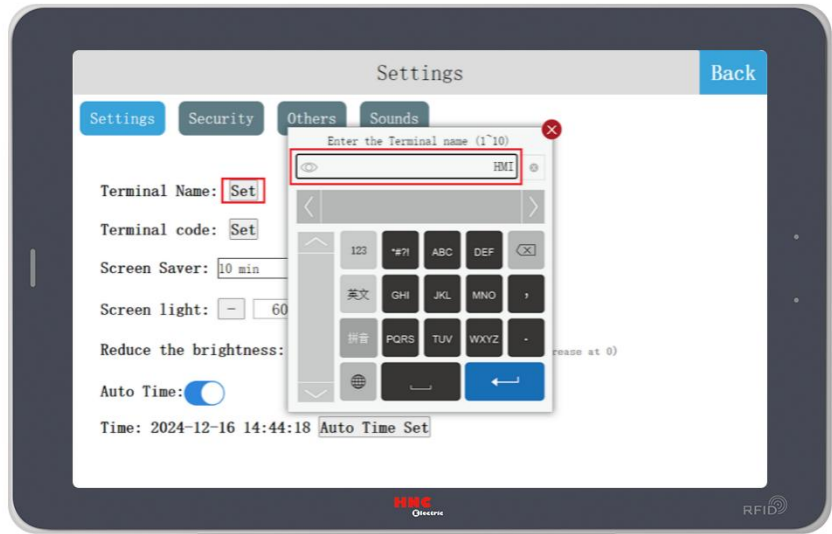 Settings
Back
Settings
Security
Others
Sounds
Enter the Terminal name (1~10)
HMI
Terminal Name: Set
Terminal code: Set
Screen Saver: 10 min
Screen light: - 60
Reduce the brightness:
rease at 0)
Auto Time:
Time: 2024-12-16 14:44:18 Auto Time Set
123 *#?! ABC DEF
英文 GHI JKL MNO ,
拼音 PQRS TUV WXYZ .
HNC
Electric
RFID